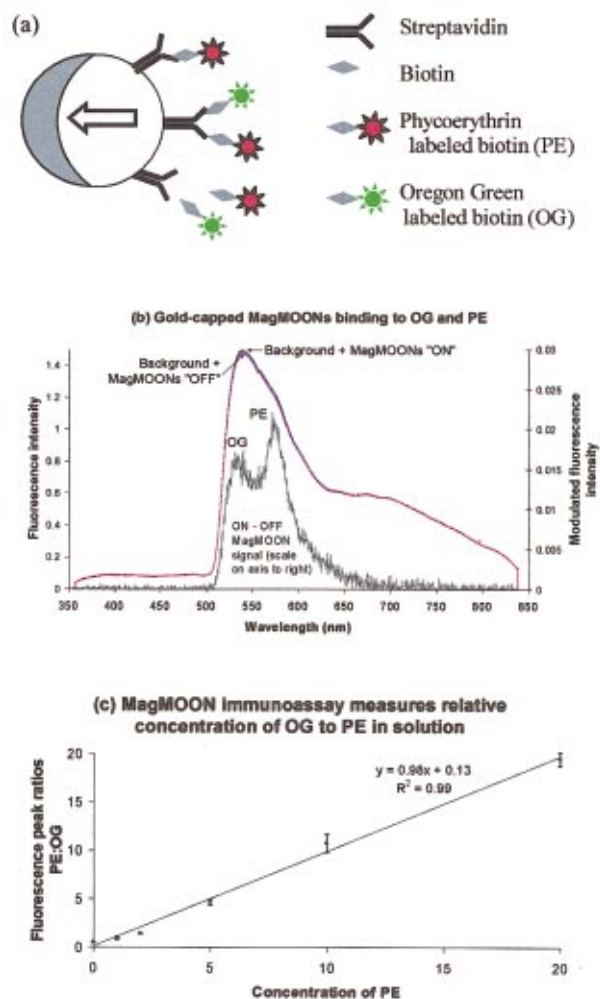 (a)
Streptavidin
Biotin
Phycoerythrin
labeled biotin (PE)
Oregon Green
labeled biotin (OG)
(b) Gold-capped MagMOONs binding to OG and PE
Background + MagMOONs "ON"
Background +
MagMOONs "OFF"
PE
OG
ON - OFF
MagMOON
signal (scale
on axis to right)
Fluorescence intensity
1.4
1.2
1
0.8
0.6
0.4
0.2
0
Modulated fluorescence
intensity
0.03
0.025
0.02
0.015
0.01
0.005
0
350 400 450 500 550 600 650 700 750 800 850
Wavelength (nm)
(c) MagMOON immunoassay measures relative
concentration of OG to PE in solution
y = 0.98x + 0.13
R² = 0.99
Fluorescence peak ratios
PE:OG
20
15
10
5
0
0 5 10 15 20
Concentration of PE